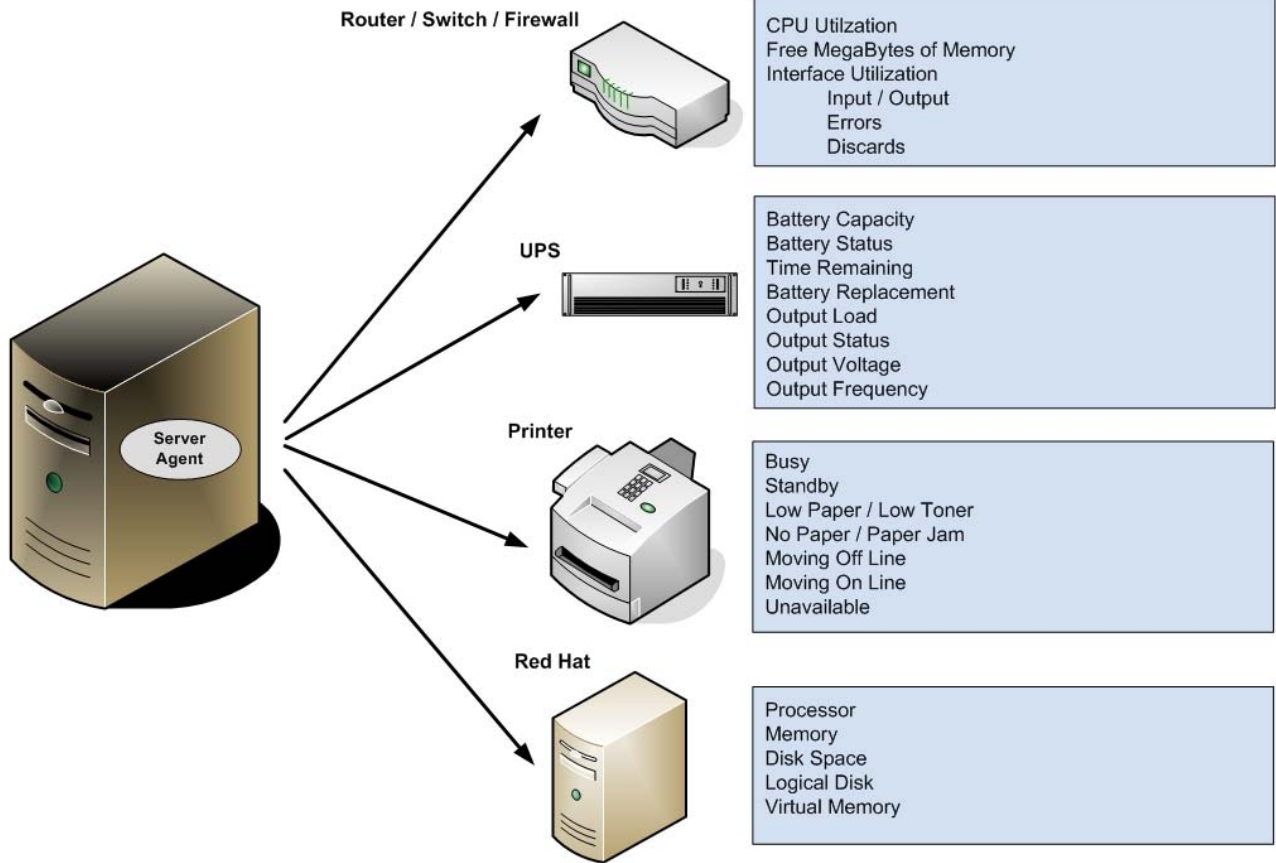 Router / Switch / Firewall
CPU Utilzation
Free MegaBytes of Memory
Interface Utilization
Input / Output
Errors
Discards
UPS
Battery Capacity
Battery Status
Time Remaining
Battery Replacement
Output Load
Output Status
Output Voltage
Output Frequency
Server
Agent
Printer
Busy
Standby
Low Paper / Low Toner
No Paper / Paper Jam
Moving Off Line
Moving On Line
Unavailable
Red Hat
Processor
Memory
Disk Space
Logical Disk
Virtual Memory